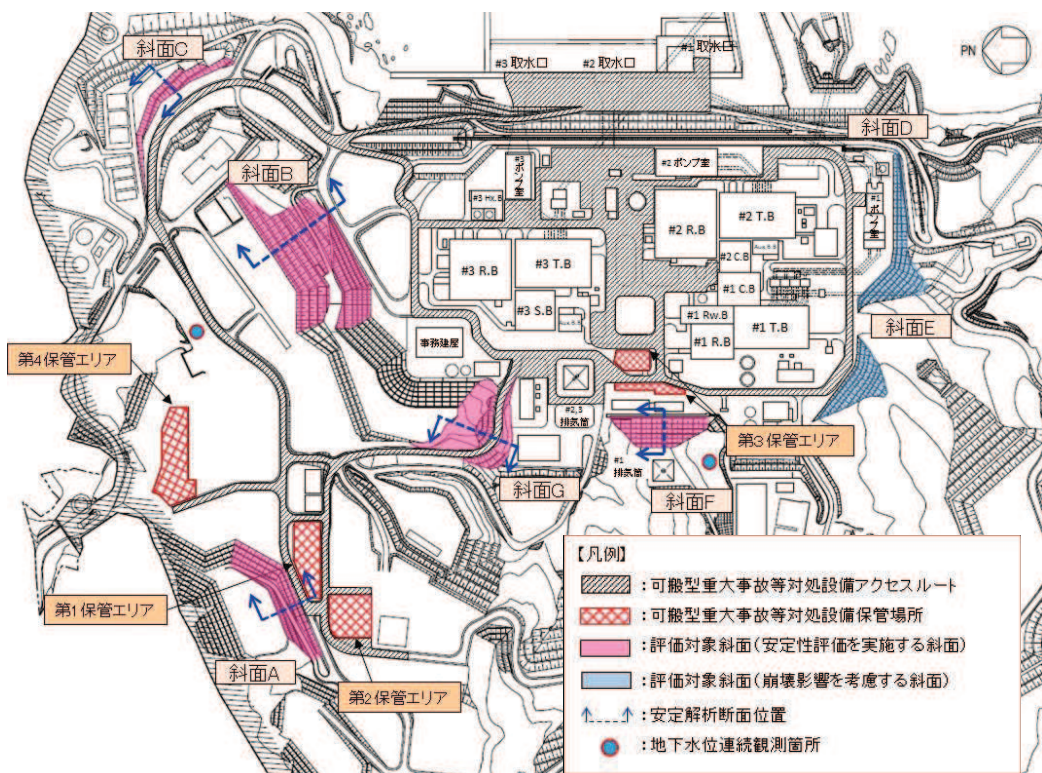 斜面C
#3 取水口
#2 取水口
#1 取水口
PN
斜面D
斜面B
#3 ポンプ室
#2 ポンプ室
#1 ポンプ室
#3 Hx.B
#2 R.B
#2 T.B
#3 R.B
#3 T.B
#2 C.B
Aux.B.B
#1 C.B
#3 S.B
Aux.B.B
#1 Rw.B
#1 R.B
#1 T.B
斜面E
事務建屋
第4保管エリア
#2,3
排気筒
第3保管エリア
#1
排気筒
斜面G
斜面F
第1保管エリア
斜面A
第2保管エリア
【凡例】
：可搬型重大事故等対処設備アクセスルート
：可搬型重大事故等対処設備保管場所
：評価対象斜面(安定性評価を実施する斜面)
：評価対象斜面(崩壊影響を考慮する斜面)
：安定解析断面位置
：地下水位連続観測箇所